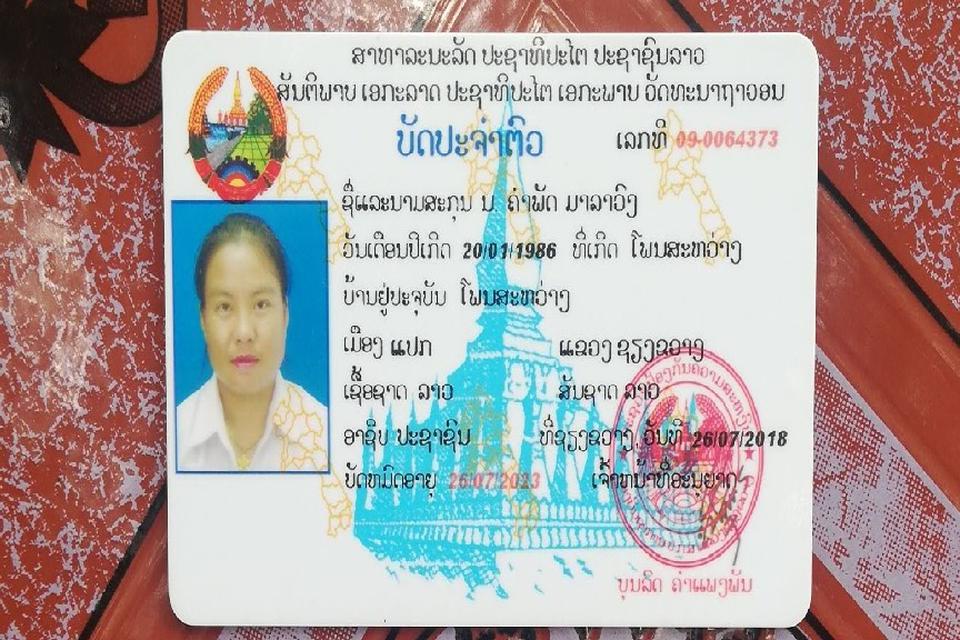 ສາທາລະນະລັດ ປະຊາທິປະໄຕ ປະຊາຊົນລາວ
ສັນຕິພາບ ເອກະລາດ ປະຊາທິປະໄຕ ເອກະພາບ ວັດທະນາຖາວອນ
ບັດປະຈຳຕົວ ເລກທີ 09-0064373
ຊື່ແລະນາມສະກຸນ ນ. ຄຳພັດ ມາລາວົງ
ວັນເດືອນປີເກີດ 20/01/1986 ທີ່ເກີດ ໂພນສະຫວ່າງ
ບ້ານຢູ່ປະຈຸບັນ ໂພນສະຫວ່າງ
ເມືອງ ແປກ ແຂວງ ຊຽງຂວາງ
ເຊື້ອຊາດ ລາວ ສັນຊາດ ລາວ
ອາຊີບ ປະຊາຊົນ ທີ່ຊຽງຂວາງ, ວັນທີ 26/07/2018
ບັດຫມົດອາຍຸ 26/07/2023 ເຈົ້າຫນ້າທີ່ອະນຸຍາດ
ບຸນລິດ ຄຳແພງພັນ